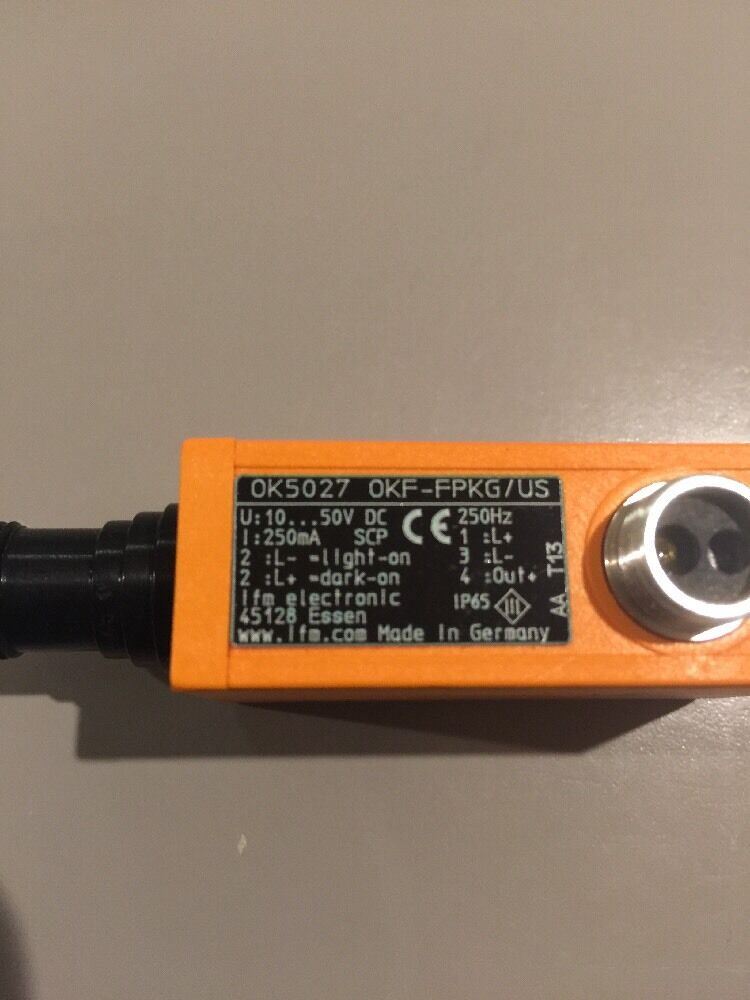 OK5027 OKF-FPKG/US
U: 10...50V DC CE 250Hz
I: 250mA SCP 1 :L+
2 :L- =light-on 3 :L-
2 :L+ =dark-on 4 :Out+
ifm electronic IP65
45128 Essen
www.ifm.com Made in Germany
AA T13